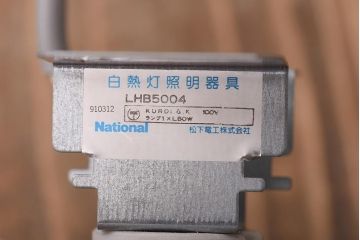 白熱灯照明器具
LHB5004
910312
100V
ランプ1×L60W
National
松下電工株式会社